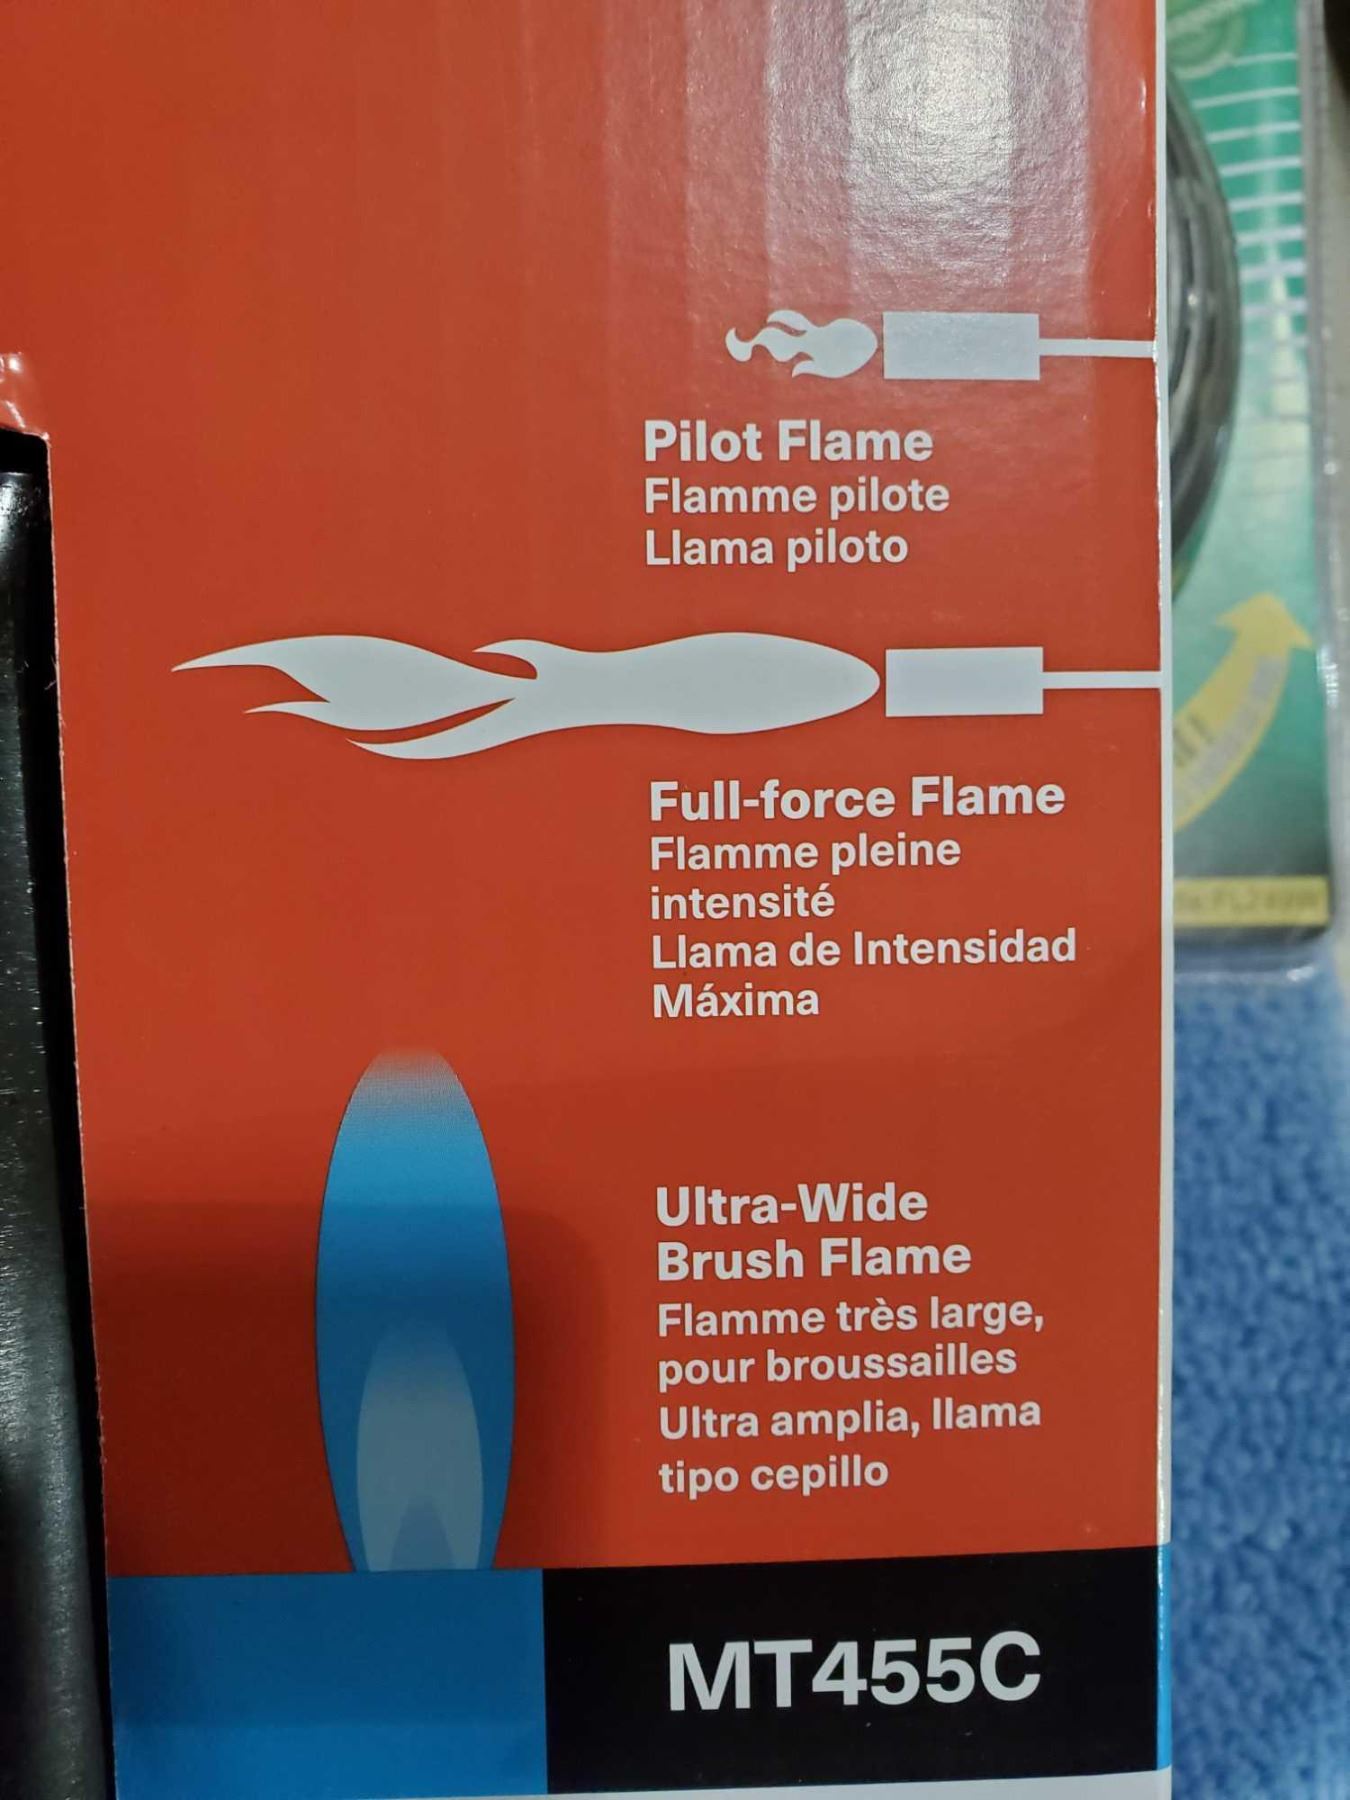 Pilot Flame
Flamme pilote
Llama piloto
Full-force Flame
Flamme pleine
intensité
Llama de Intensidad
Máxima
Ultra-Wide
Brush Flame
Flamme très large,
pour broussailles
Ultra amplia, llama
tipo cepillo
MT455C